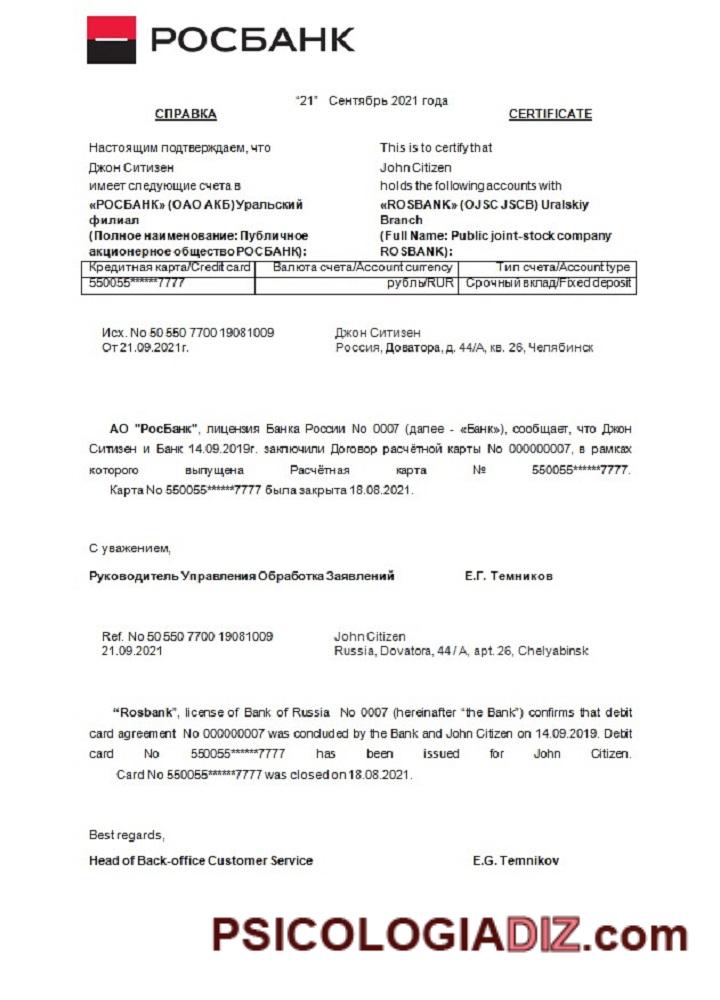 РОСБАНК
“21” Сентябрь 2021 года
СПРАВКА
CERTIFICATE
Настоящим подтверждаем, что
Джон Ситизен
имеет следующие счета в
«РОСБАНК» (ОАО АКБ) Уральский
филиал
(Полное наименование: Публичное
акционерное общество РОСБАНК):
This is to certify that
John Citizen
holds the following accounts with
«ROSBANK» (OJSC JSCB) Uralskiy
Branch
(Full Name: Public joint-stock company
ROSBANK):
Кредитная карта/Credit card Валюта счета/Account currency Тип счета/Account type
550055******7777 рубль/RUR Срочный вклад/Fixed deposit
Исх. No 50 550 7700 19081009
От 21.09.2021г.
Джон Ситизен
Россия, Доватора, д. 44/А, кв. 26, Челябинск
АО "РосБанк", лицензия Банка России No 0007 (далее - «Банк»), сообщает, что Джон
Ситизен и Банк 14.09.2019г. заключили Договор расчётной карты No 000000007, в рамках
которого выпущена Расчётная карта № 550055******7777.
Карта No 550055******7777 была закрыта 18.08.2021.
С уважением,
Руководитель Управления Обработка Заявлений Е.Г. Темников
Ref. No 50 550 7700 19081009
21.09.2021
John Citizen
Russia, Dovatora, 44 / A, apt. 26, Chelyabinsk
“Rosbank”, license of Bank of Russia No 0007 (hereinafter “the Bank”) confirms that debit
card agreement No 000000007 was concluded by the Bank and John Citizen on 14.09.2019. Debit
card No 550055******7777 has been issued for John Citizen.
Card No 550055******7777 was closed on 18.08.2021.
Best regards,
Head of Back-office Customer Service E.G. Temnikov
PSICOLOGIADIZ.com